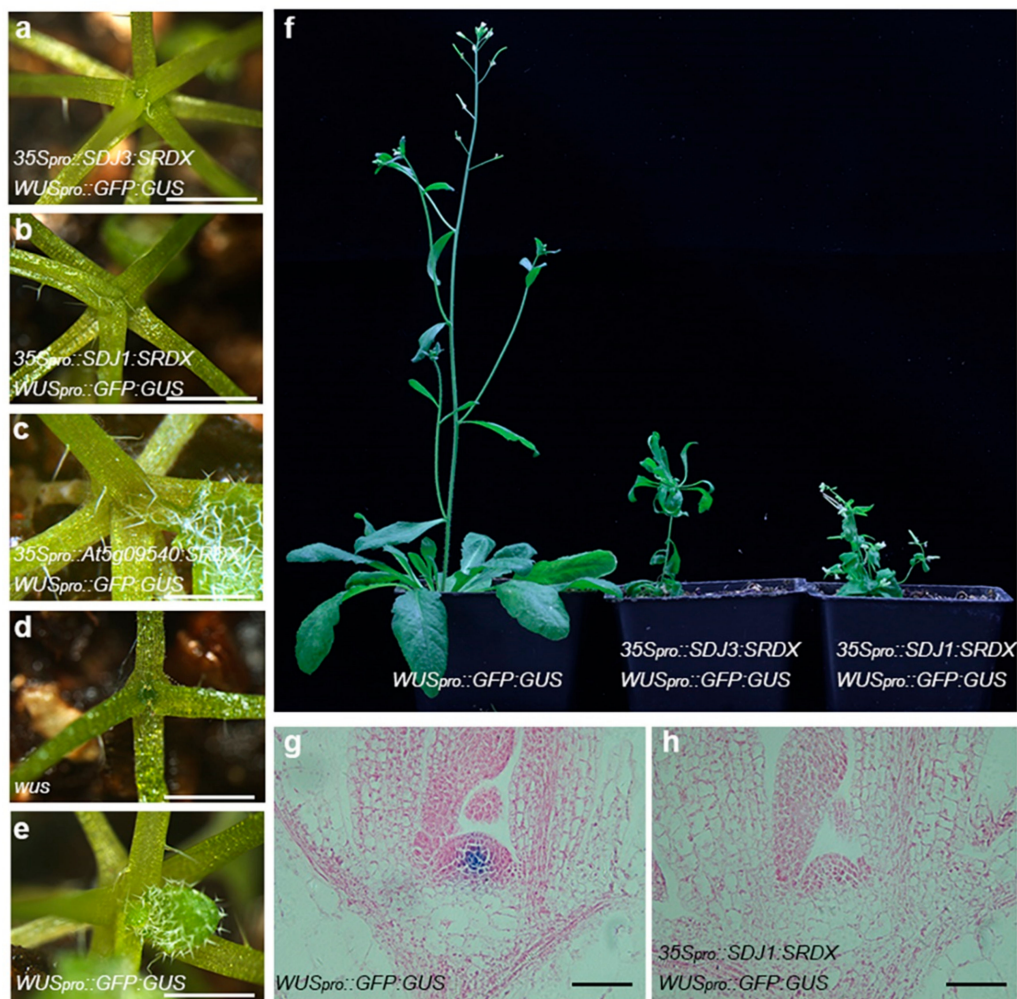 a
35Spro::SDJ3:SRDX
WUSpro::GFP:GUS
b
35Spro::SDJ1:SRDX
WUSpro::GFP:GUS
c
35Spro::At5g09540:SRDX
WUSpro::GFP:GUS
d
wus
e
WUSpro::GFP:GUS
f
WUSpro::GFP:GUS
35Spro::SDJ3:SRDX
WUSpro::GFP:GUS
35Spro::SDJ1:SRDX
WUSpro::GFP:GUS
g
WUSpro::GFP:GUS
h
35Spro::SDJ1:SRDX
WUSpro::GFP:GUS